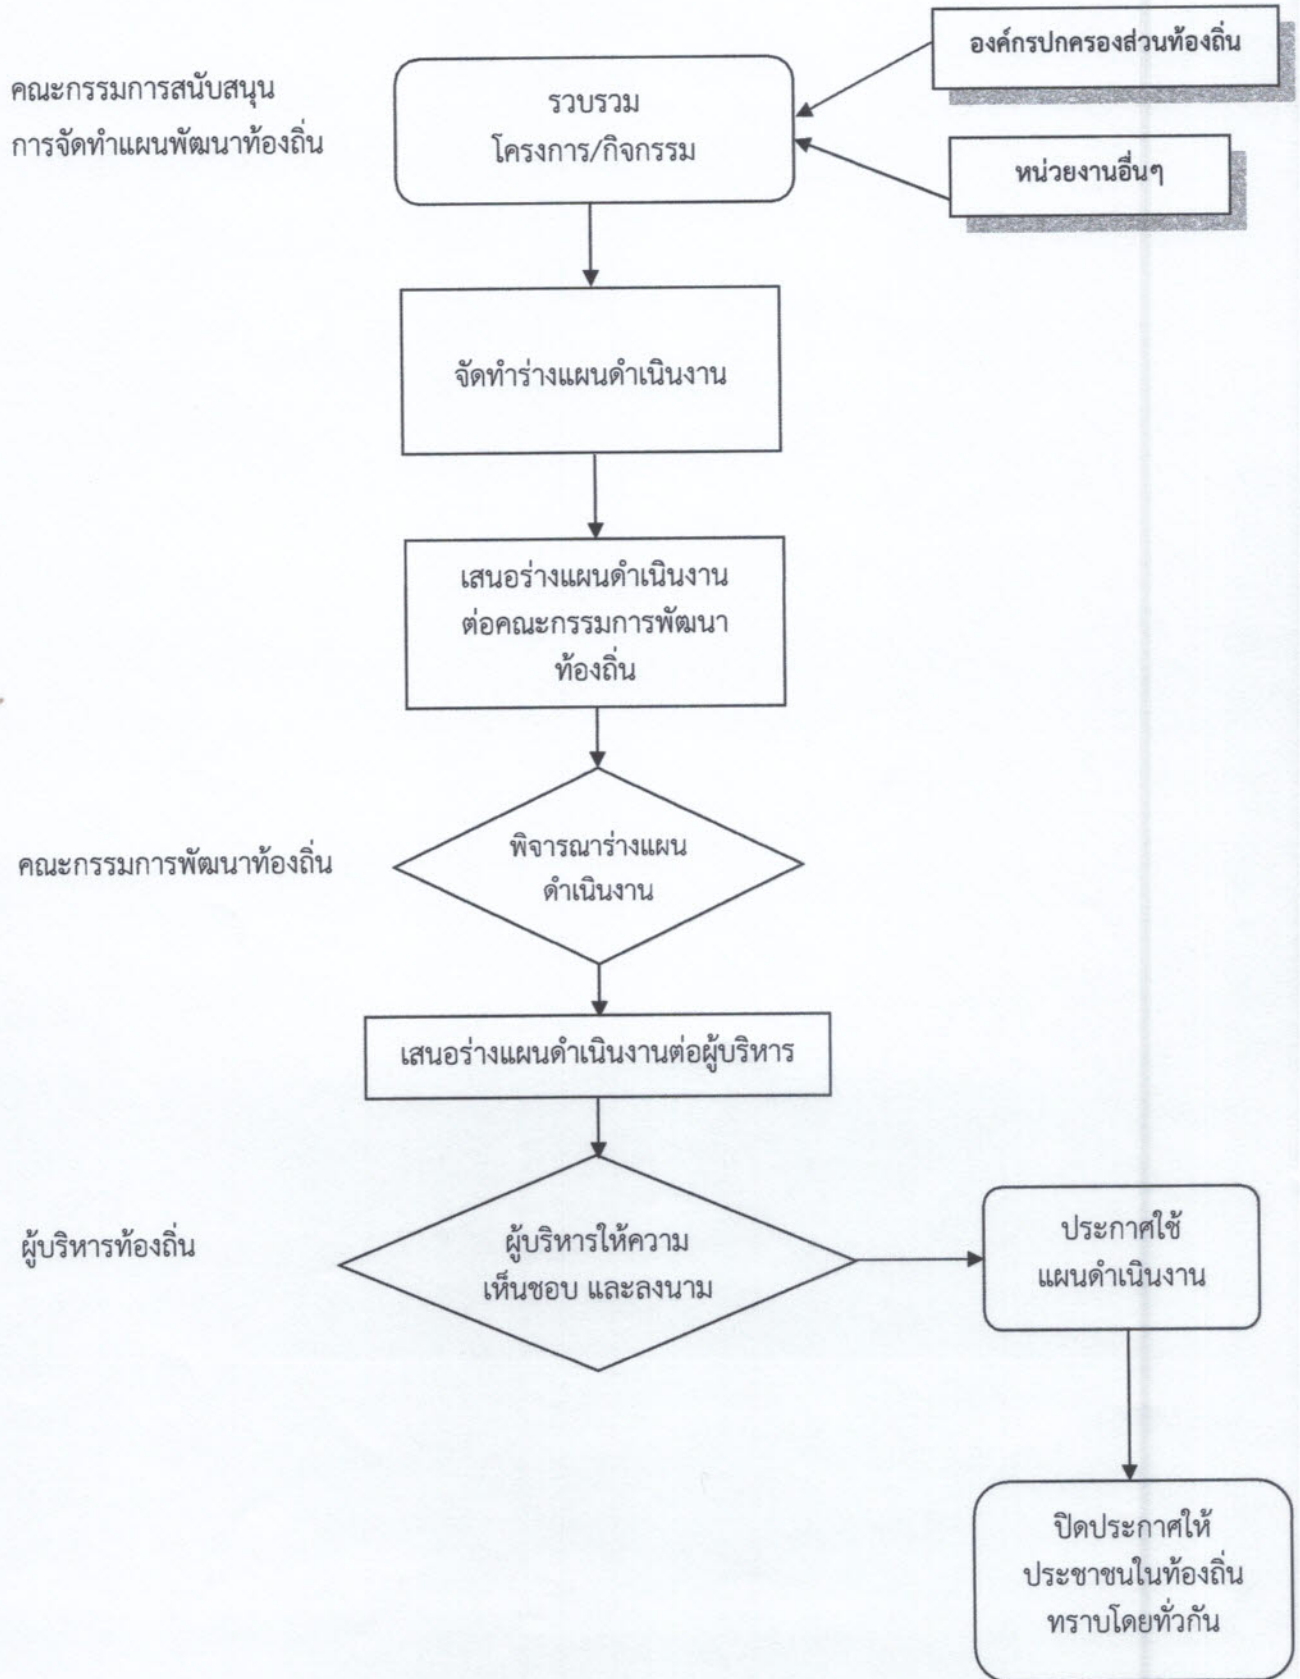 องค์กรปกครองส่วนท้องถิ่น
คณะกรรมการสนับสนุน
การจัดทำแผนพัฒนาท้องถิ่น
รวบรวม
โครงการ/กิจกรรม
หน่วยงานอื่นๆ
จัดทำร่างแผนดำเนินงาน
เสนอร่างแผนดำเนินงาน
ต่อคณะกรรมการพัฒนา
ท้องถิ่น
คณะกรรมการพัฒนาท้องถิ่น
พิจารณาร่างแผน
ดำเนินงาน
เสนอร่างแผนดำเนินงานต่อผู้บริหาร
ผู้บริหารท้องถิ่น
ผู้บริหารให้ความ
เห็นชอบ และลงนาม
ประกาศใช้
แผนดำเนินงาน
ปิดประกาศให้
ประชาชนในท้องถิ่น
ทราบโดยทั่วกัน